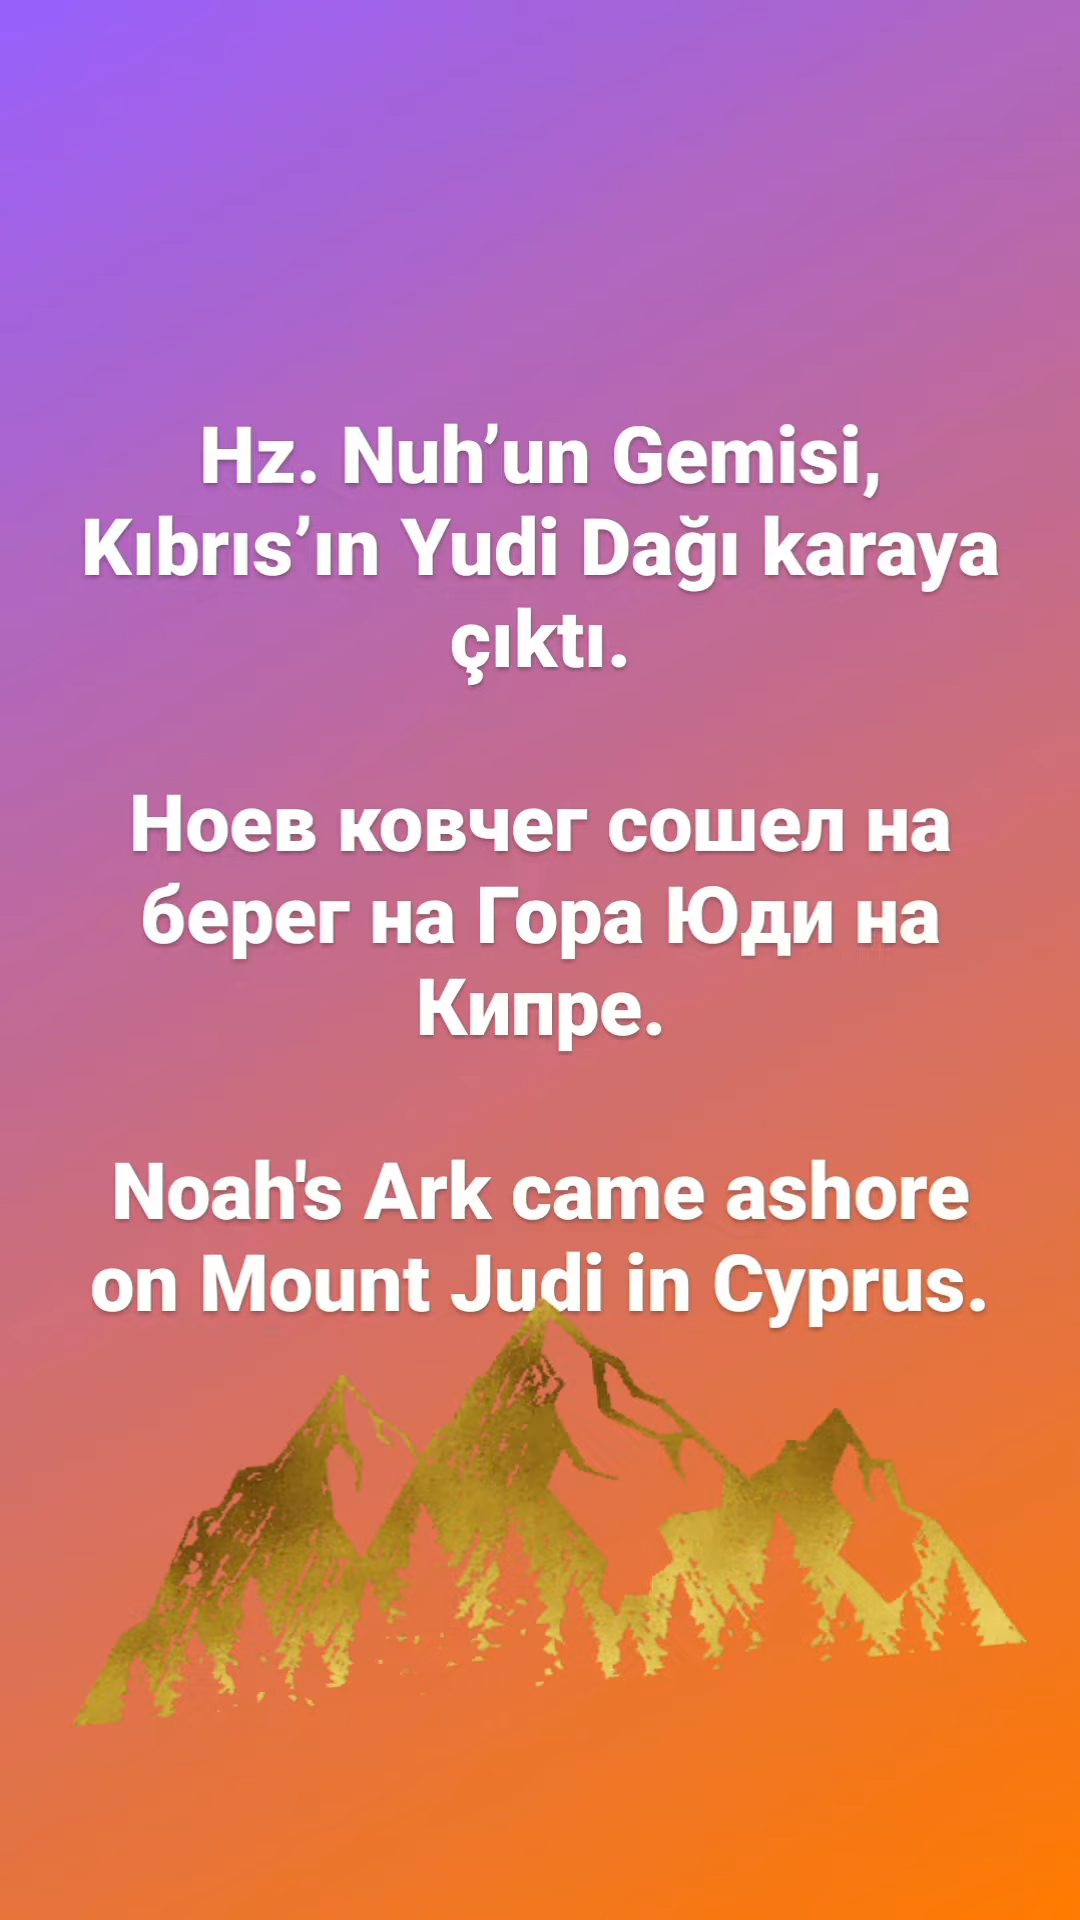 Hz. Nuh’un Gemisi,
Kıbrıs’ın Yudi Dağı karaya
çıktı.
Ноев ковчег сошел на
берег на Гора Юди на
Кипре.
Noah's Ark came ashore
on Mount Judi in Cyprus.